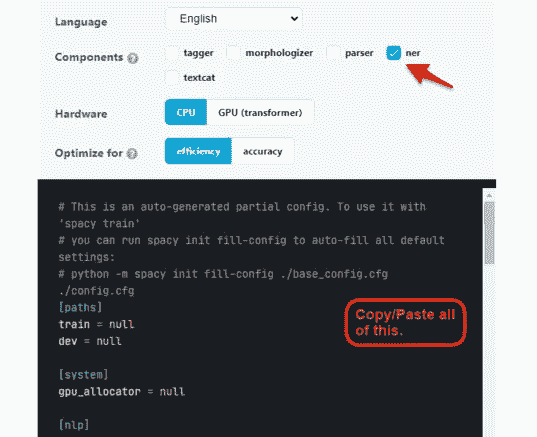 Language English
Components ? tagger morphologizer parser ner
textcat
Hardware CPU GPU (transformer)
Optimize for ? efficiency accuracy
# This is an auto-generated partial config. To use it with
'spacy train'
# you can run spacy init fill-config to auto-fill all default
settings:
# python -m spacy init fill-config ./base_config.cfg
./config.cfg
[paths]
train = null
dev = null
Copy/Paste all
of this.
[system]
gpu_allocator = null
[nlp]